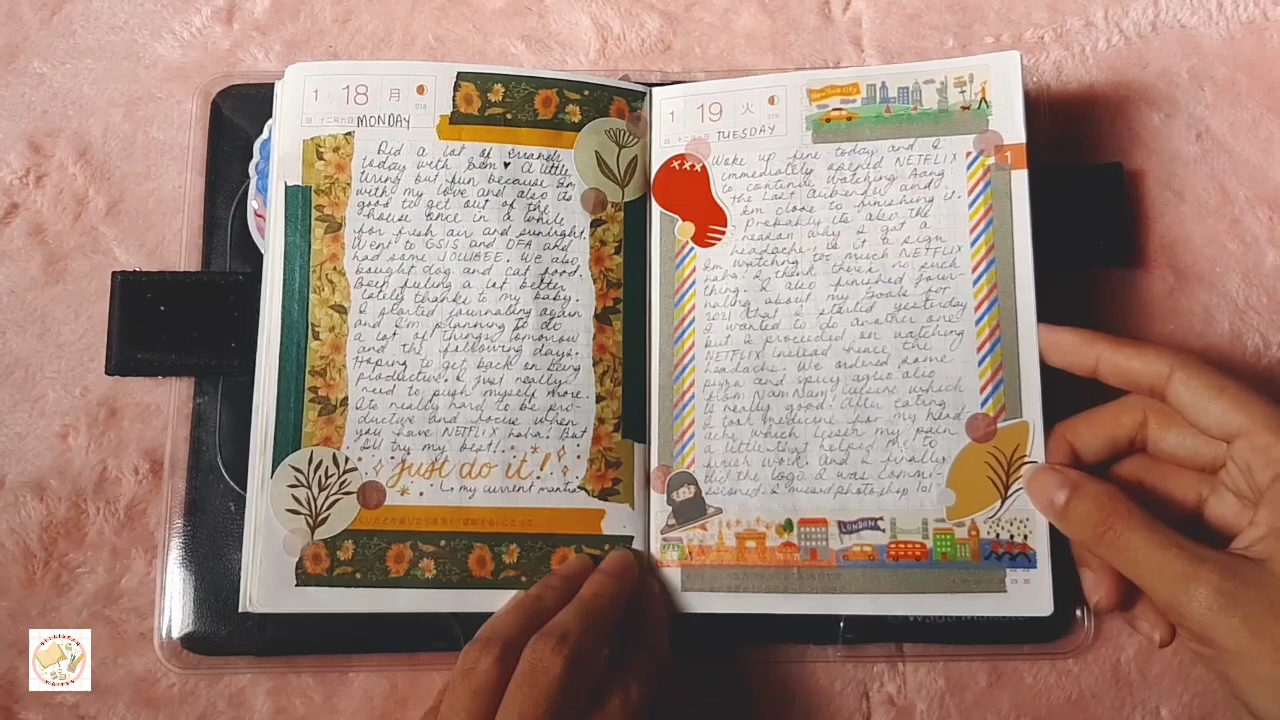 1 18 月
018
MONDAY
Did a lot of errands
today with Sem ♥ A little
tiring but fun because I'm
with my love and also its
good to get out of the
house once in a while
for fresh air and sunlight.
Went to GSIS and DFA and
had some JOLIBEE. We also
bought dog and cat food.
Been feeling a lot better
lately thanks to my baby.
I started journaling again
and I'm planning to do
a lot of things tomorrow
and the following days.
Hoping to get back on being
productive. I just really
need to push myself more.
Its really hard to be pro-
ductive and focus when
you have NETFLIX haha! But
I'll try my best!
just do it!
↳ my current mantra
1 19 火
019
TUESDAY
New York City
1
Woke up fine today and I
immediately opened NETFLIX
to continue watching Aang
the Last Airbender and
I'm close to finishing it.
Probably its also the
reason why I got a
headache, is it a sign
I'm watching too much NETFLIX
haha! I think there's no such
thing. I also finished jour-
naling about my Goals for
2021 that I started yesterday
I wanted to do another one
but I proceeded on watching
NETFLIX instead hence the
headache. We ordered some
pizza and spicy aglio olio
from Nam Nam Cuisine which
is really good! After eating
I took medicine for my head-
ache which lessen my pain
a little that helped me to
finish work. and I finally
did the logo I was commi-
ssioned. I missed photoshop lol
LONDON
29 30